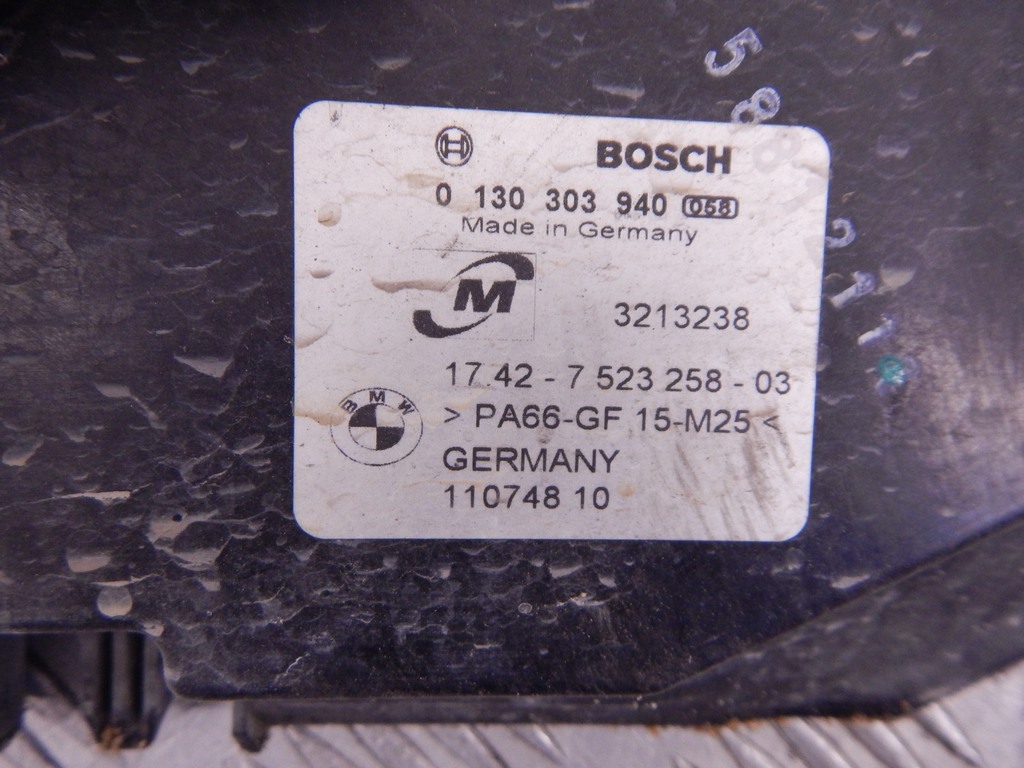 BOSCH
0 130 303 940 058
Made in Germany
M
3213238
17.42 - 7 523 258 - 03
BMW
> PA66-GF 15-M25 <
GERMANY
110748 10